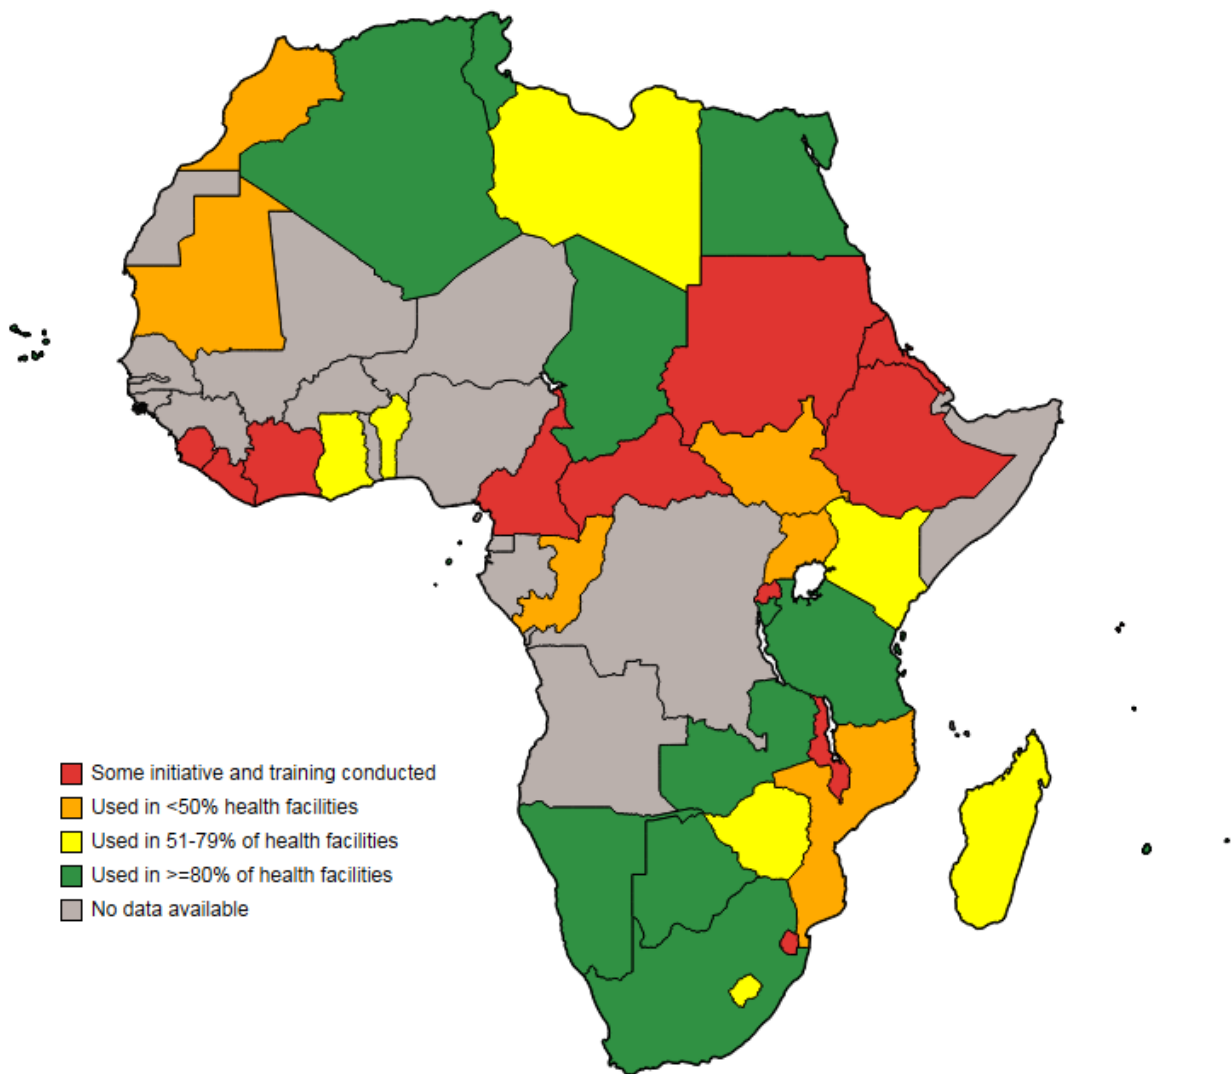 Some initiative and training conducted
Used in <50% health facilities
Used in 51-79% of health facilities
Used in >=80% of health facilities
No data available